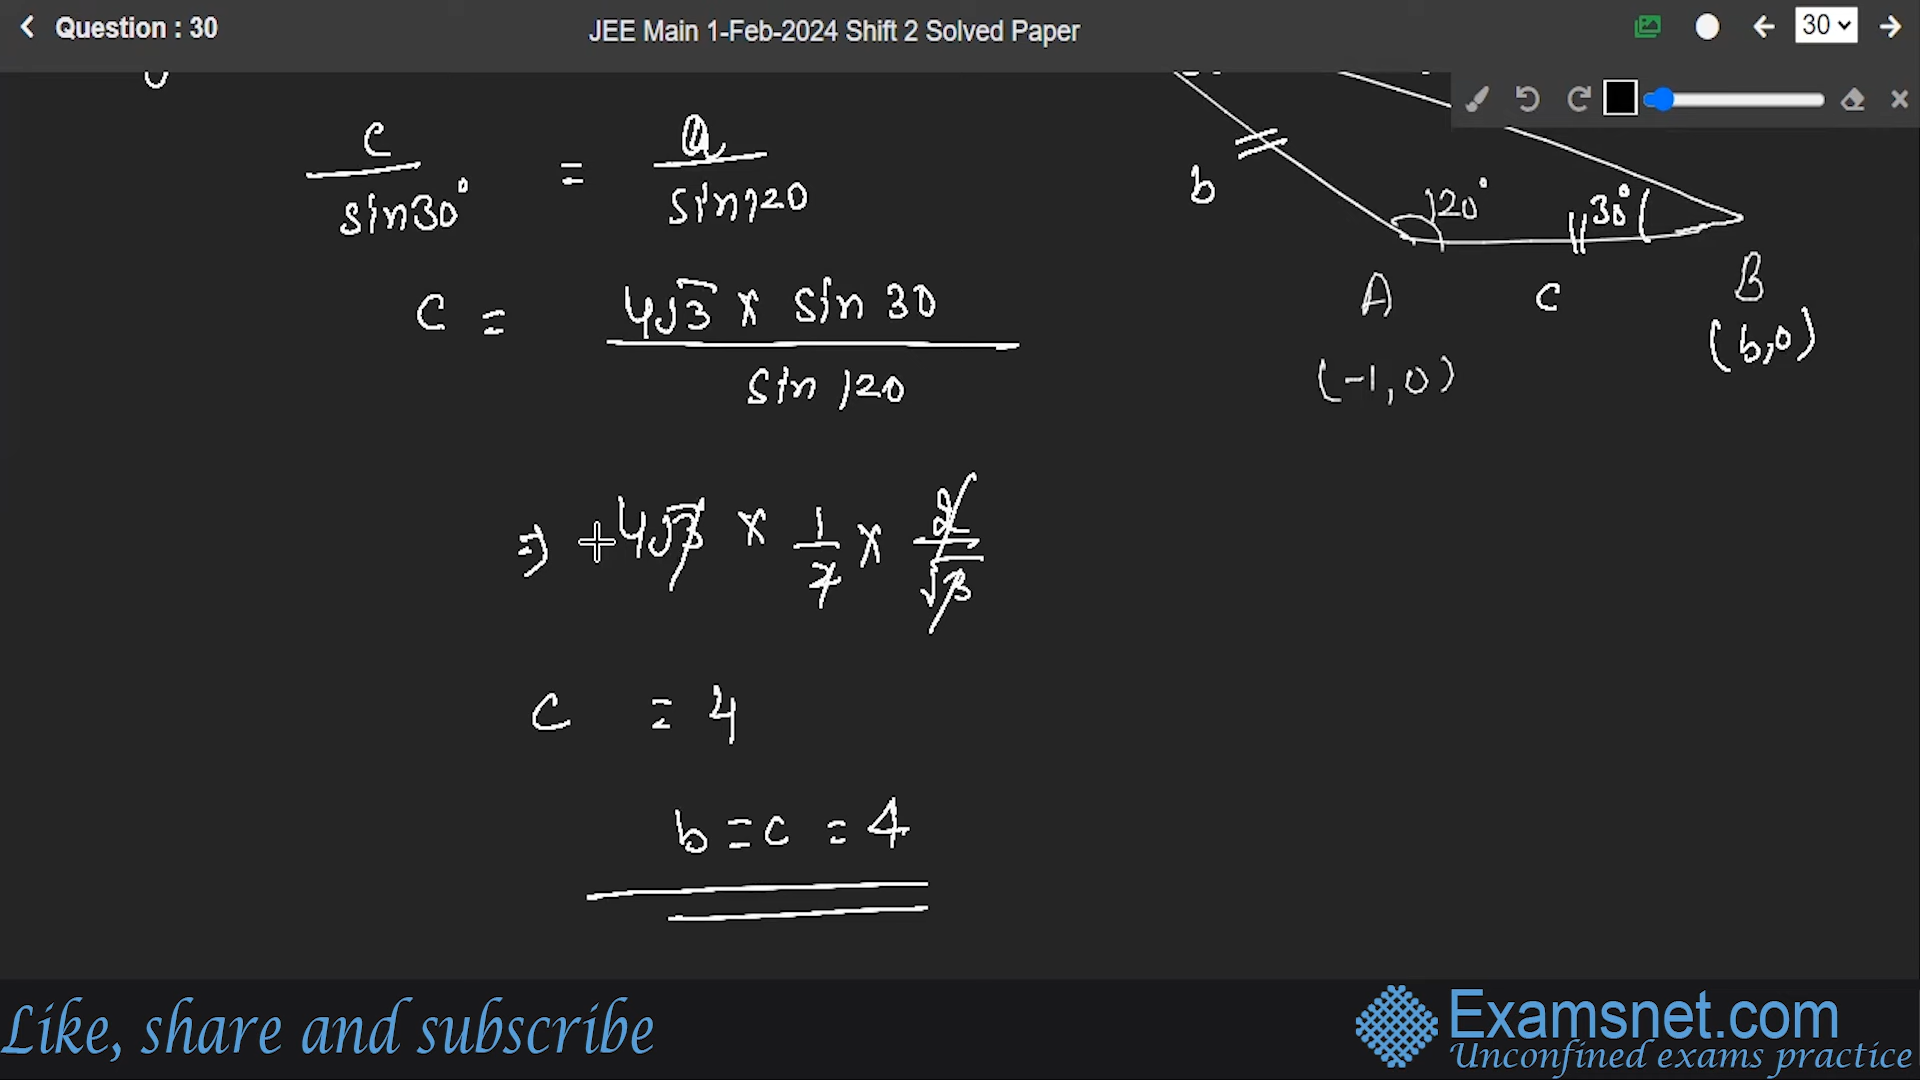 Question : 30
JEE Main 1-Feb-2024 Shift 2 Solved Paper
30
c/sin30° = a/sin120
c = 4√3 × sin 30 / sin 120
⇒ 4√3 × 1/2 × 2/√3
c = 4
b = c = 4
b
120°
30°
A
c
B
(-1,0)
(b,0)
Like, share and subscribe
Examsnet.com
Unconfined exams practice